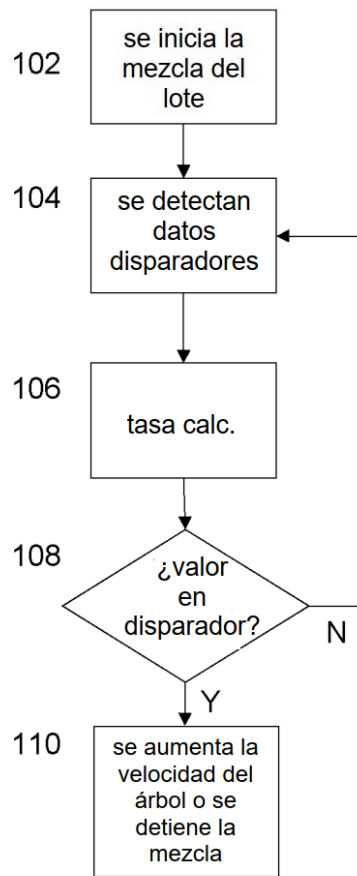 102
se inicia la
mezcla del
lote
104
se detectan
datos
disparadores
106
tasa calc.
108
¿valor
en
disparador?
N
Y
110
se aumenta la
velocidad del
árbol o se
detiene la
mezcla